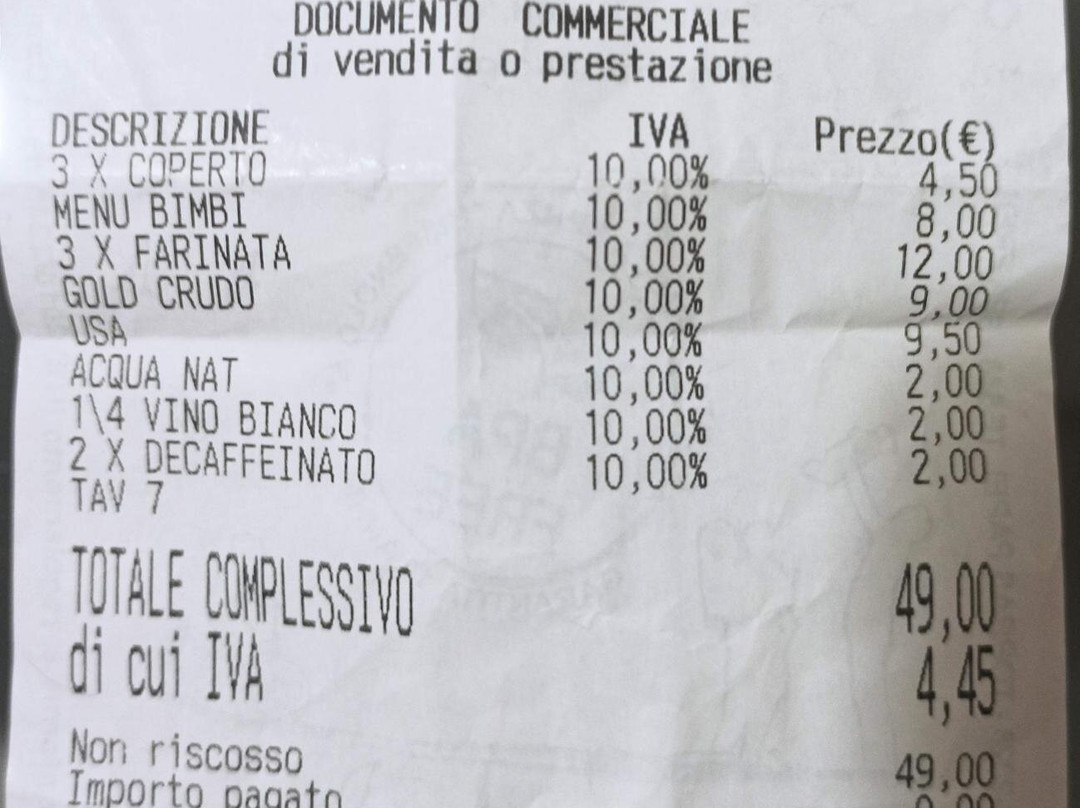 DOCUMENTO COMMERCIALE
di vendita o prestazione
DESCRIZIONE IVA Prezzo(€)
3 X COPERTO 10,00% 4,50
MENU BIMBI 10,00% 8,00
3 X FARINATA 10,00% 12,00
GOLD CRUDO 10,00% 9,00
USA 10,00% 9,50
ACQUA NAT 10,00% 2,00
1\4 VINO BIANCO 10,00% 2,00
2 X DECAFFEINATO 10,00% 2,00
TAV 7
TOTALE COMPLESSIVO 49,00
di cui IVA 4,45
Non riscosso 49,00
Importo pagato 0,00